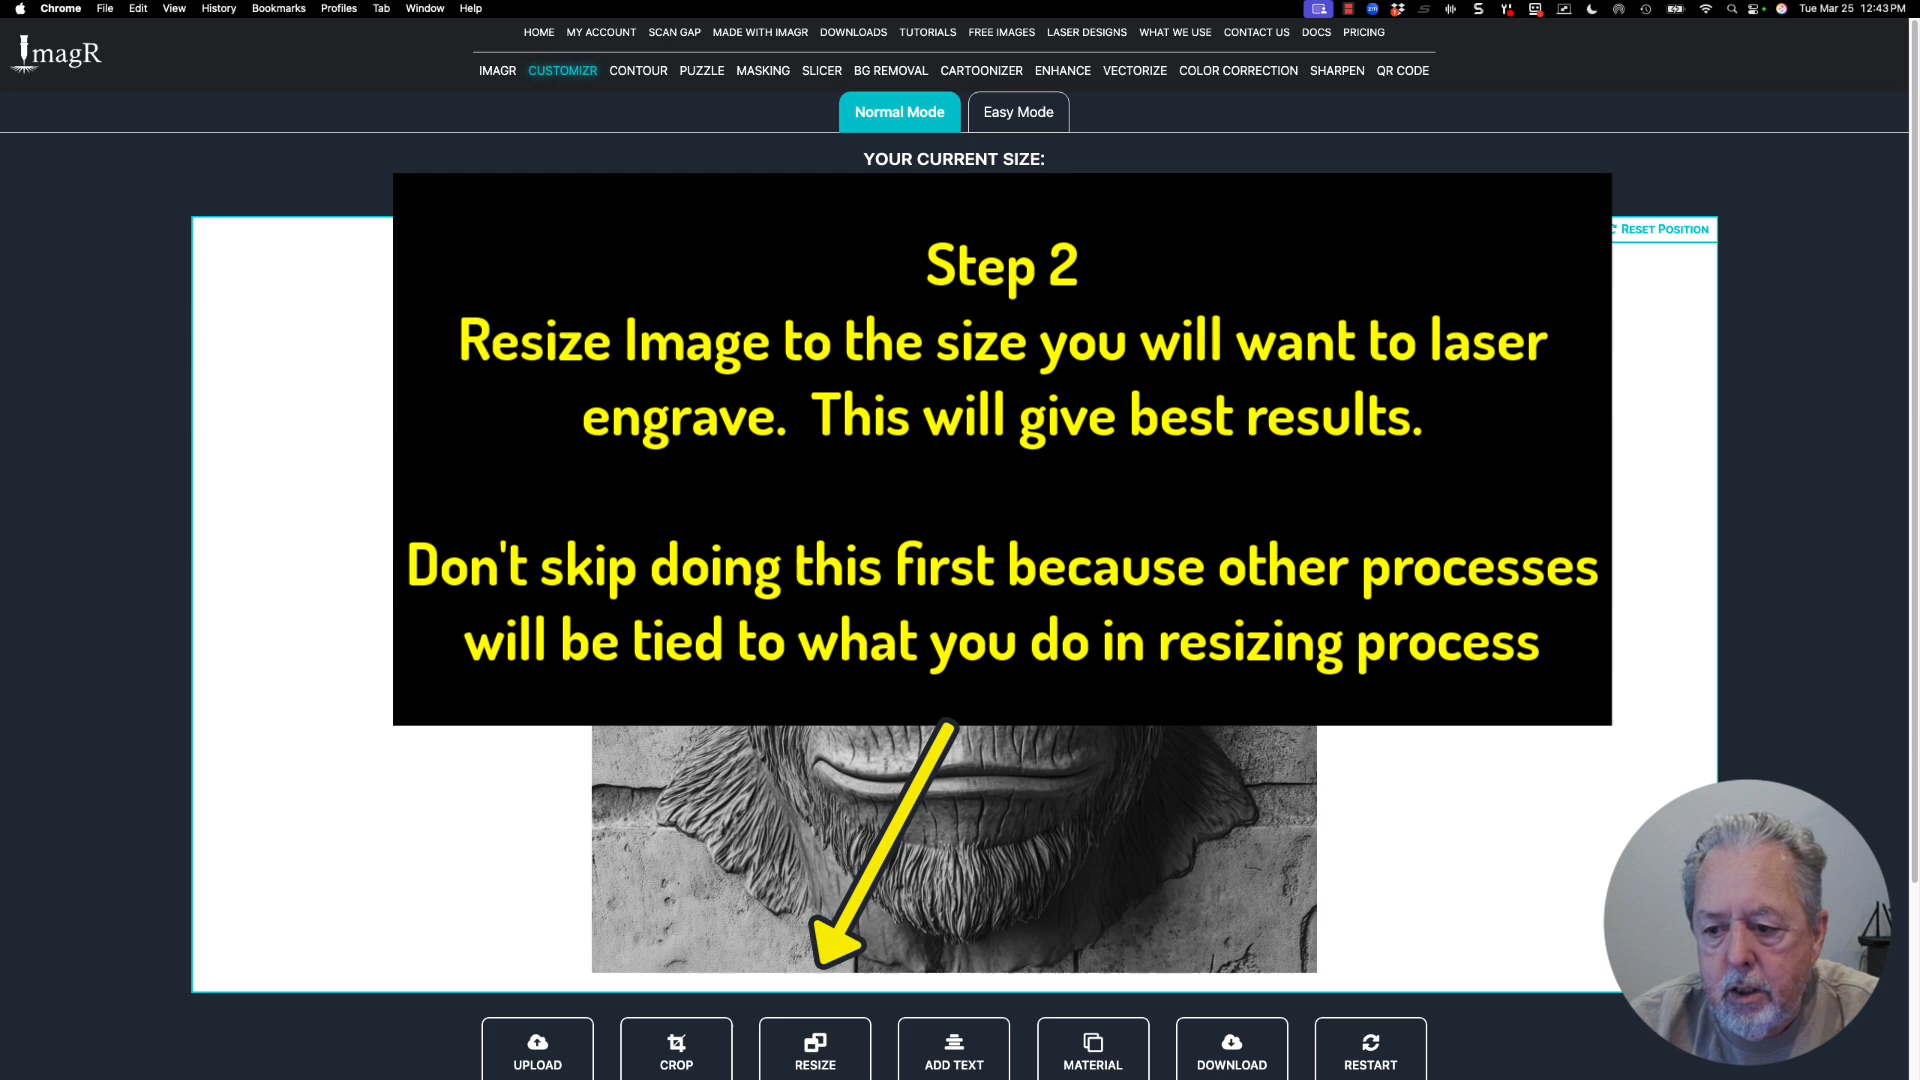 Chrome File Edit View History Bookmarks Profiles Tab Window Help Tue Mar 25 12:43 PM
ImagR
HOME MY ACCOUNT SCAN GAP MADE WITH IMAGR DOWNLOADS TUTORIALS FREE IMAGES LASER DESIGNS WHAT WE USE CONTACT US DOCS PRICING
IMAGR CUSTOMIZR CONTOUR PUZZLE MASKING SLICER BG REMOVAL CARTOONIZER ENHANCE VECTORIZE COLOR CORRECTION SHARPEN QR CODE
Normal Mode Easy Mode
YOUR CURRENT SIZE:
RESET POSITION
Step 2
Resize Image to the size you will want to laser
engrave. This will give best results.
Don't skip doing this first because other processes
will be tied to what you do in resizing process
UPLOAD CROP RESIZE ADD TEXT MATERIAL DOWNLOAD RESTART